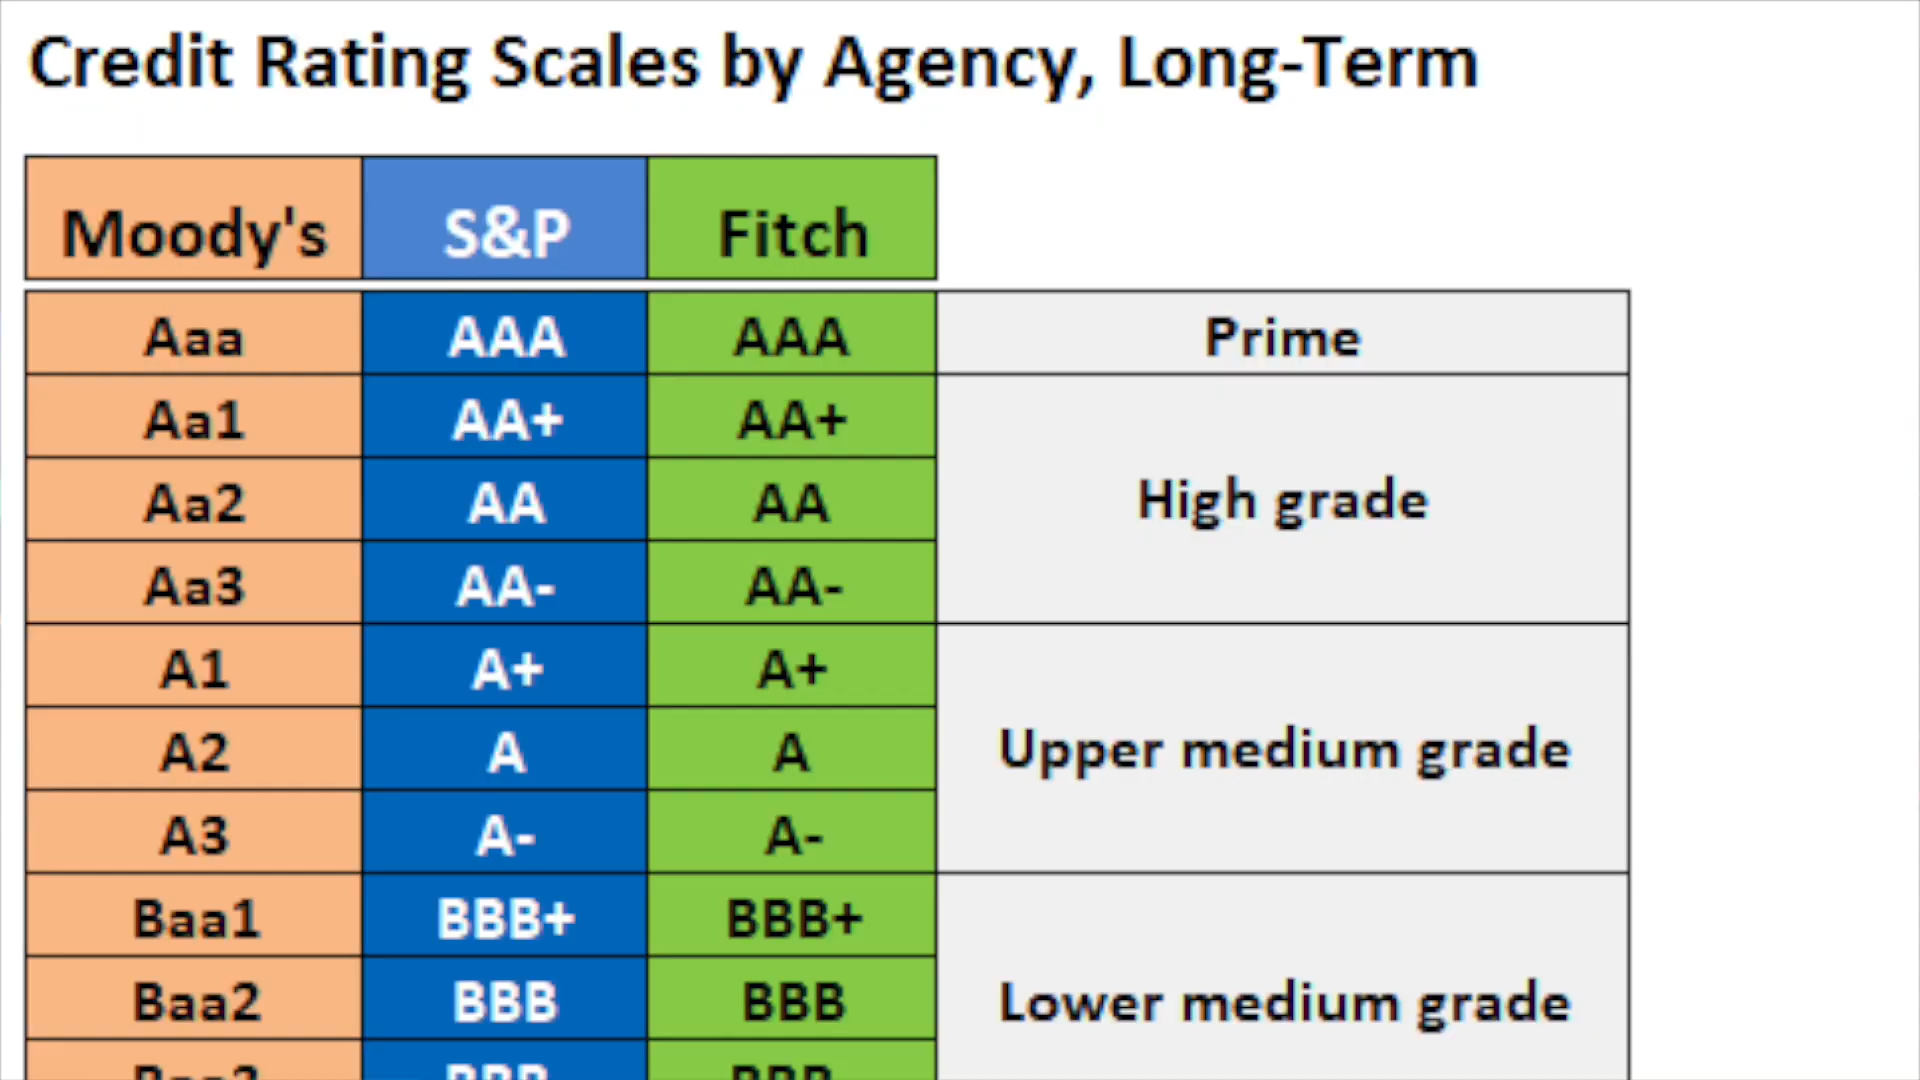 Credit Rating Scales by Agency, Long-Term
Moody's S&P Fitch
Aaa AAA AAA Prime
Aa1 AA+ AA+
Aa2 AA AA High grade
Aa3 AA- AA-
A1 A+ A+
A2 A A Upper medium grade
A3 A- A-
Baa1 BBB+ BBB+
Baa2 BBB BBB Lower medium grade